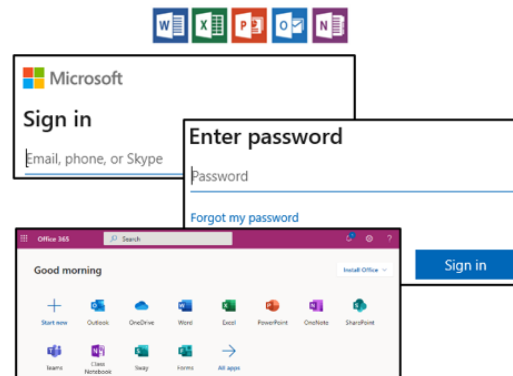 Microsoft
Sign in
Email, phone, or Skype
Enter password
Password
Forgot my password
Sign in
Office 365
Search
?
Good morning
Install Office
Start new
Outlook
OneDrive
Word
Excel
PowerPoint
OneNote
SharePoint
Teams
Class
Notebook
Sway
Forms
All apps